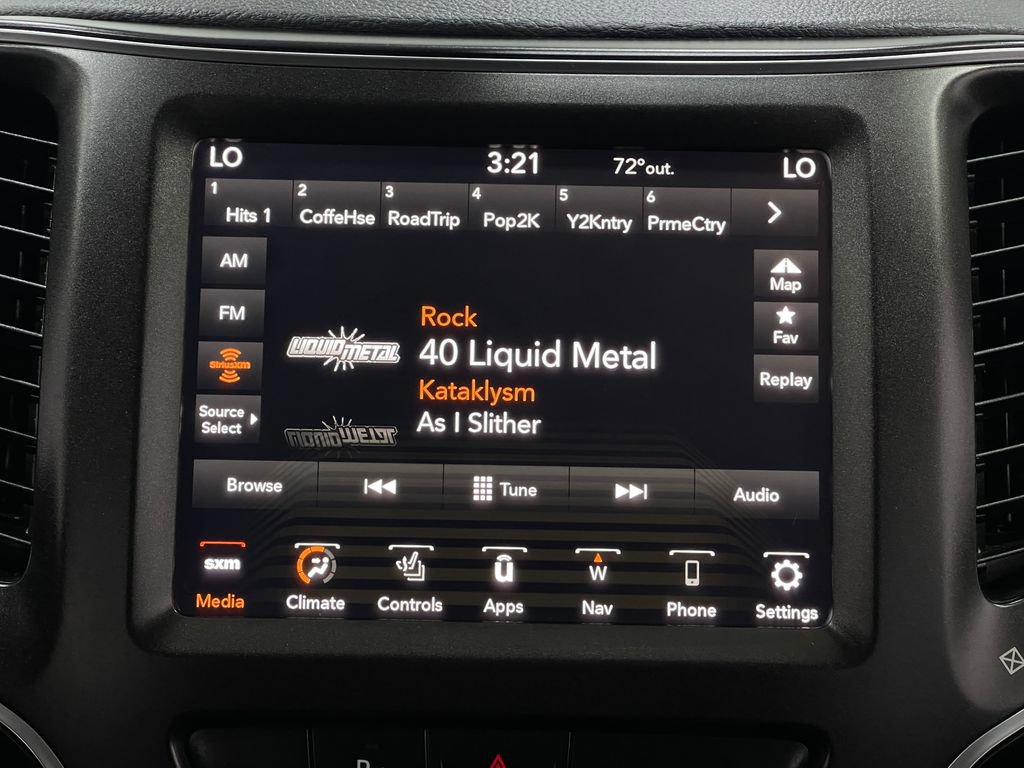 LO 3:21 72° out. LO
1 2 3 4 5 6
Hits 1 CoffeHse RoadTrip Pop2K Y2Kntry PrmeCtry
AM
FM
SiriusXM
Source
Select
LIQUID METAL
Rock
40 Liquid Metal
Kataklysm
As I Slither
Map
Fav
Replay
Browse Tune Audio
sxm ū W
Media Climate Controls Apps Nav Phone Settings